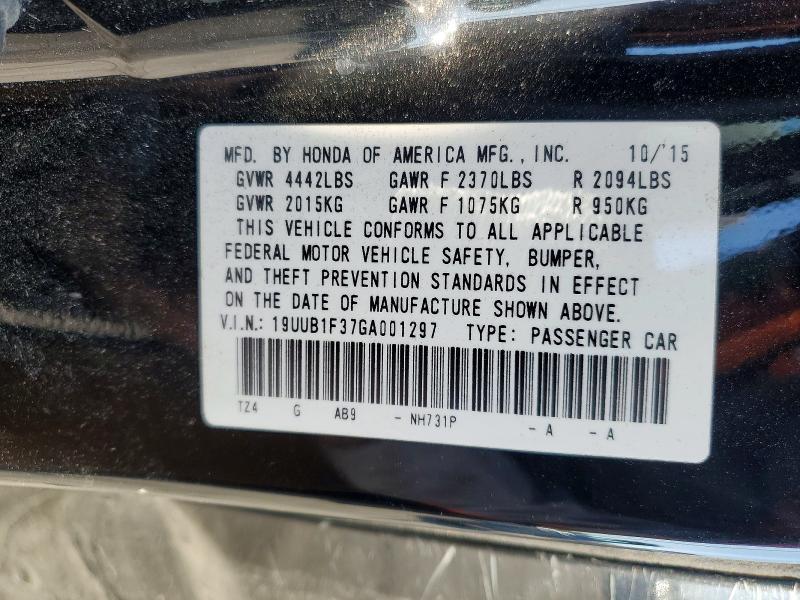 MFD. BY HONDA OF AMERICA MFG., INC. 10/'15
GVWR 4442LBS GAWR F 2370LBS R 2094LBS
GVWR 2015KG GAWR F 1075KG R 950KG
THIS VEHICLE CONFORMS TO ALL APPLICABLE
FEDERAL MOTOR VEHICLE SAFETY, BUMPER,
AND THEFT PREVENTION STANDARDS IN EFFECT
ON THE DATE OF MANUFACTURE SHOWN ABOVE.
V.I.N.: 19UUB1F37GA001297 TYPE: PASSENGER CAR
TZ4 G AB9 - NH731P - A - A